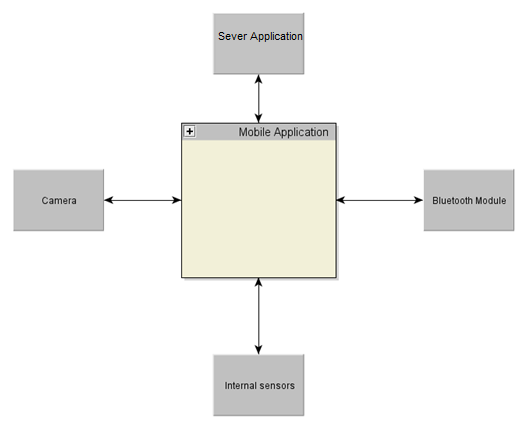 Sever Application
Mobile Application
Camera
Bluetooth Module
Internal sensors